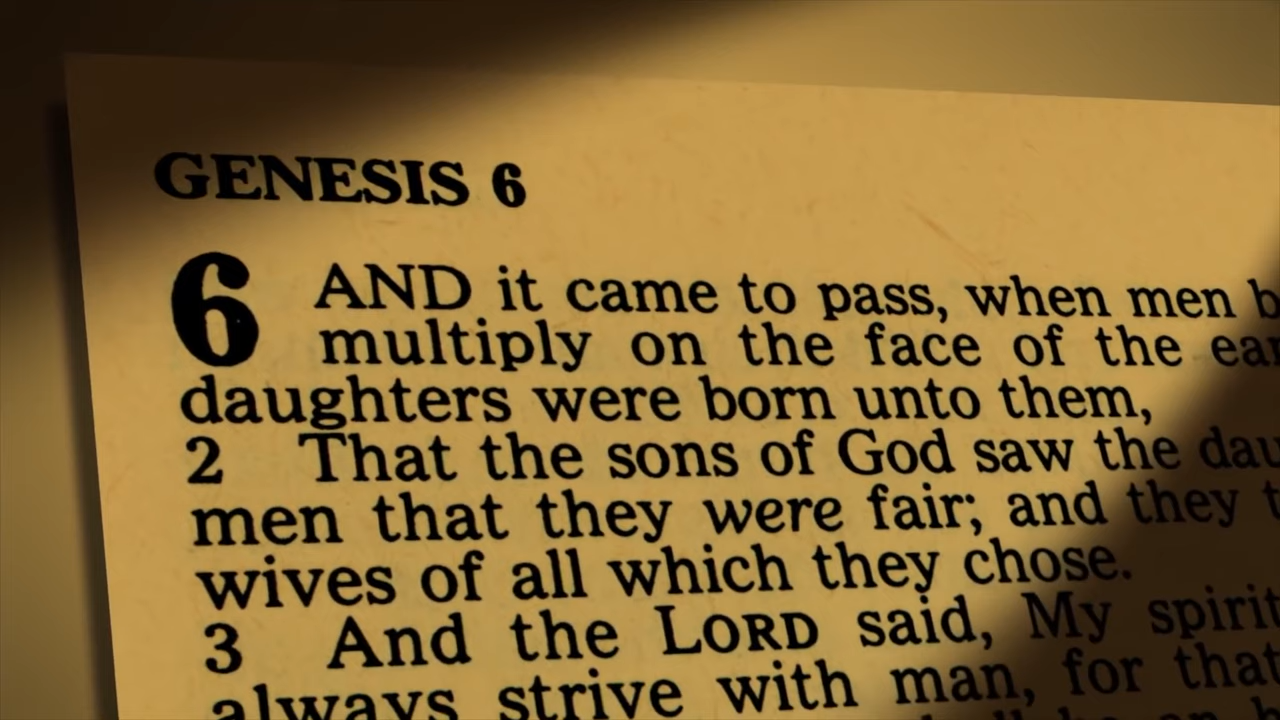 GENESIS 6
6 AND it came to pass, when men
multiply on the face of the
daughters were born unto them,
2 That the sons of God saw the
men that they were fair; and they
wives of all which they chose.
3 And the LORD said, My spirit
always strive with man, for that